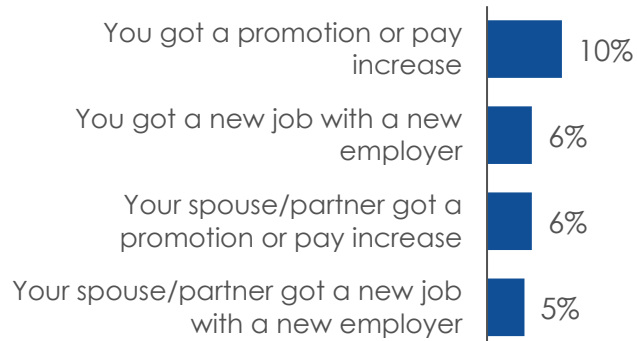 You got a promotion or pay
increase
10%
You got a new job with a new
employer
6%
Your spouse/partner got a
promotion or pay increase
6%
Your spouse/partner got a new job
with a new employer
5%